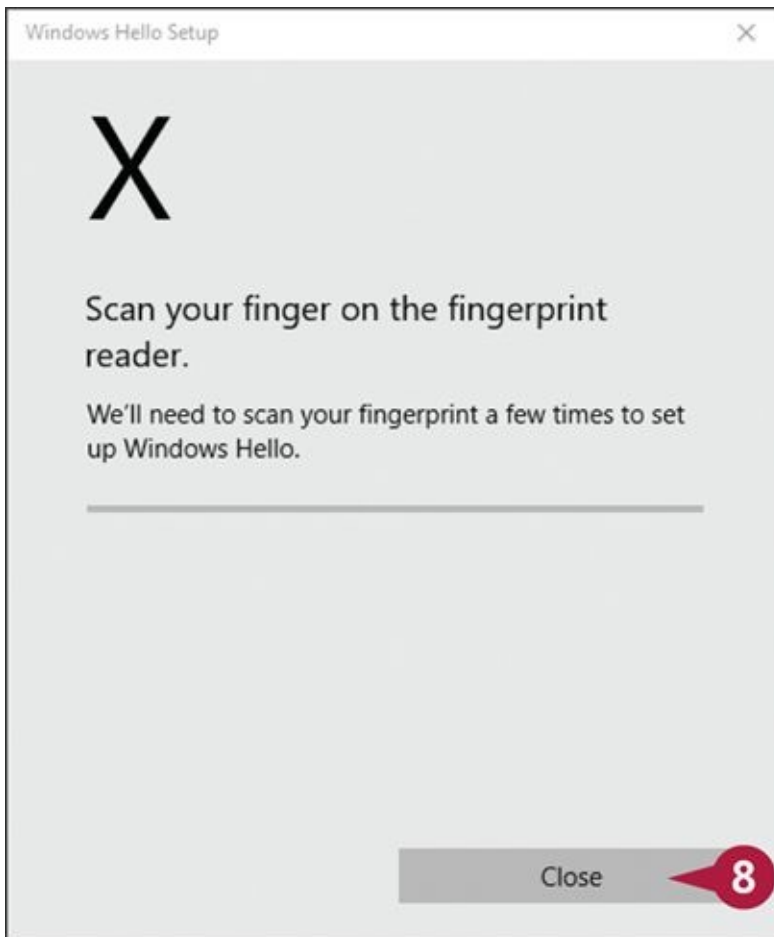 Windows Hello Setup
X
Scan your finger on the fingerprint
reader.
We'll need to scan your fingerprint a few times to set
up Windows Hello.
Close
8